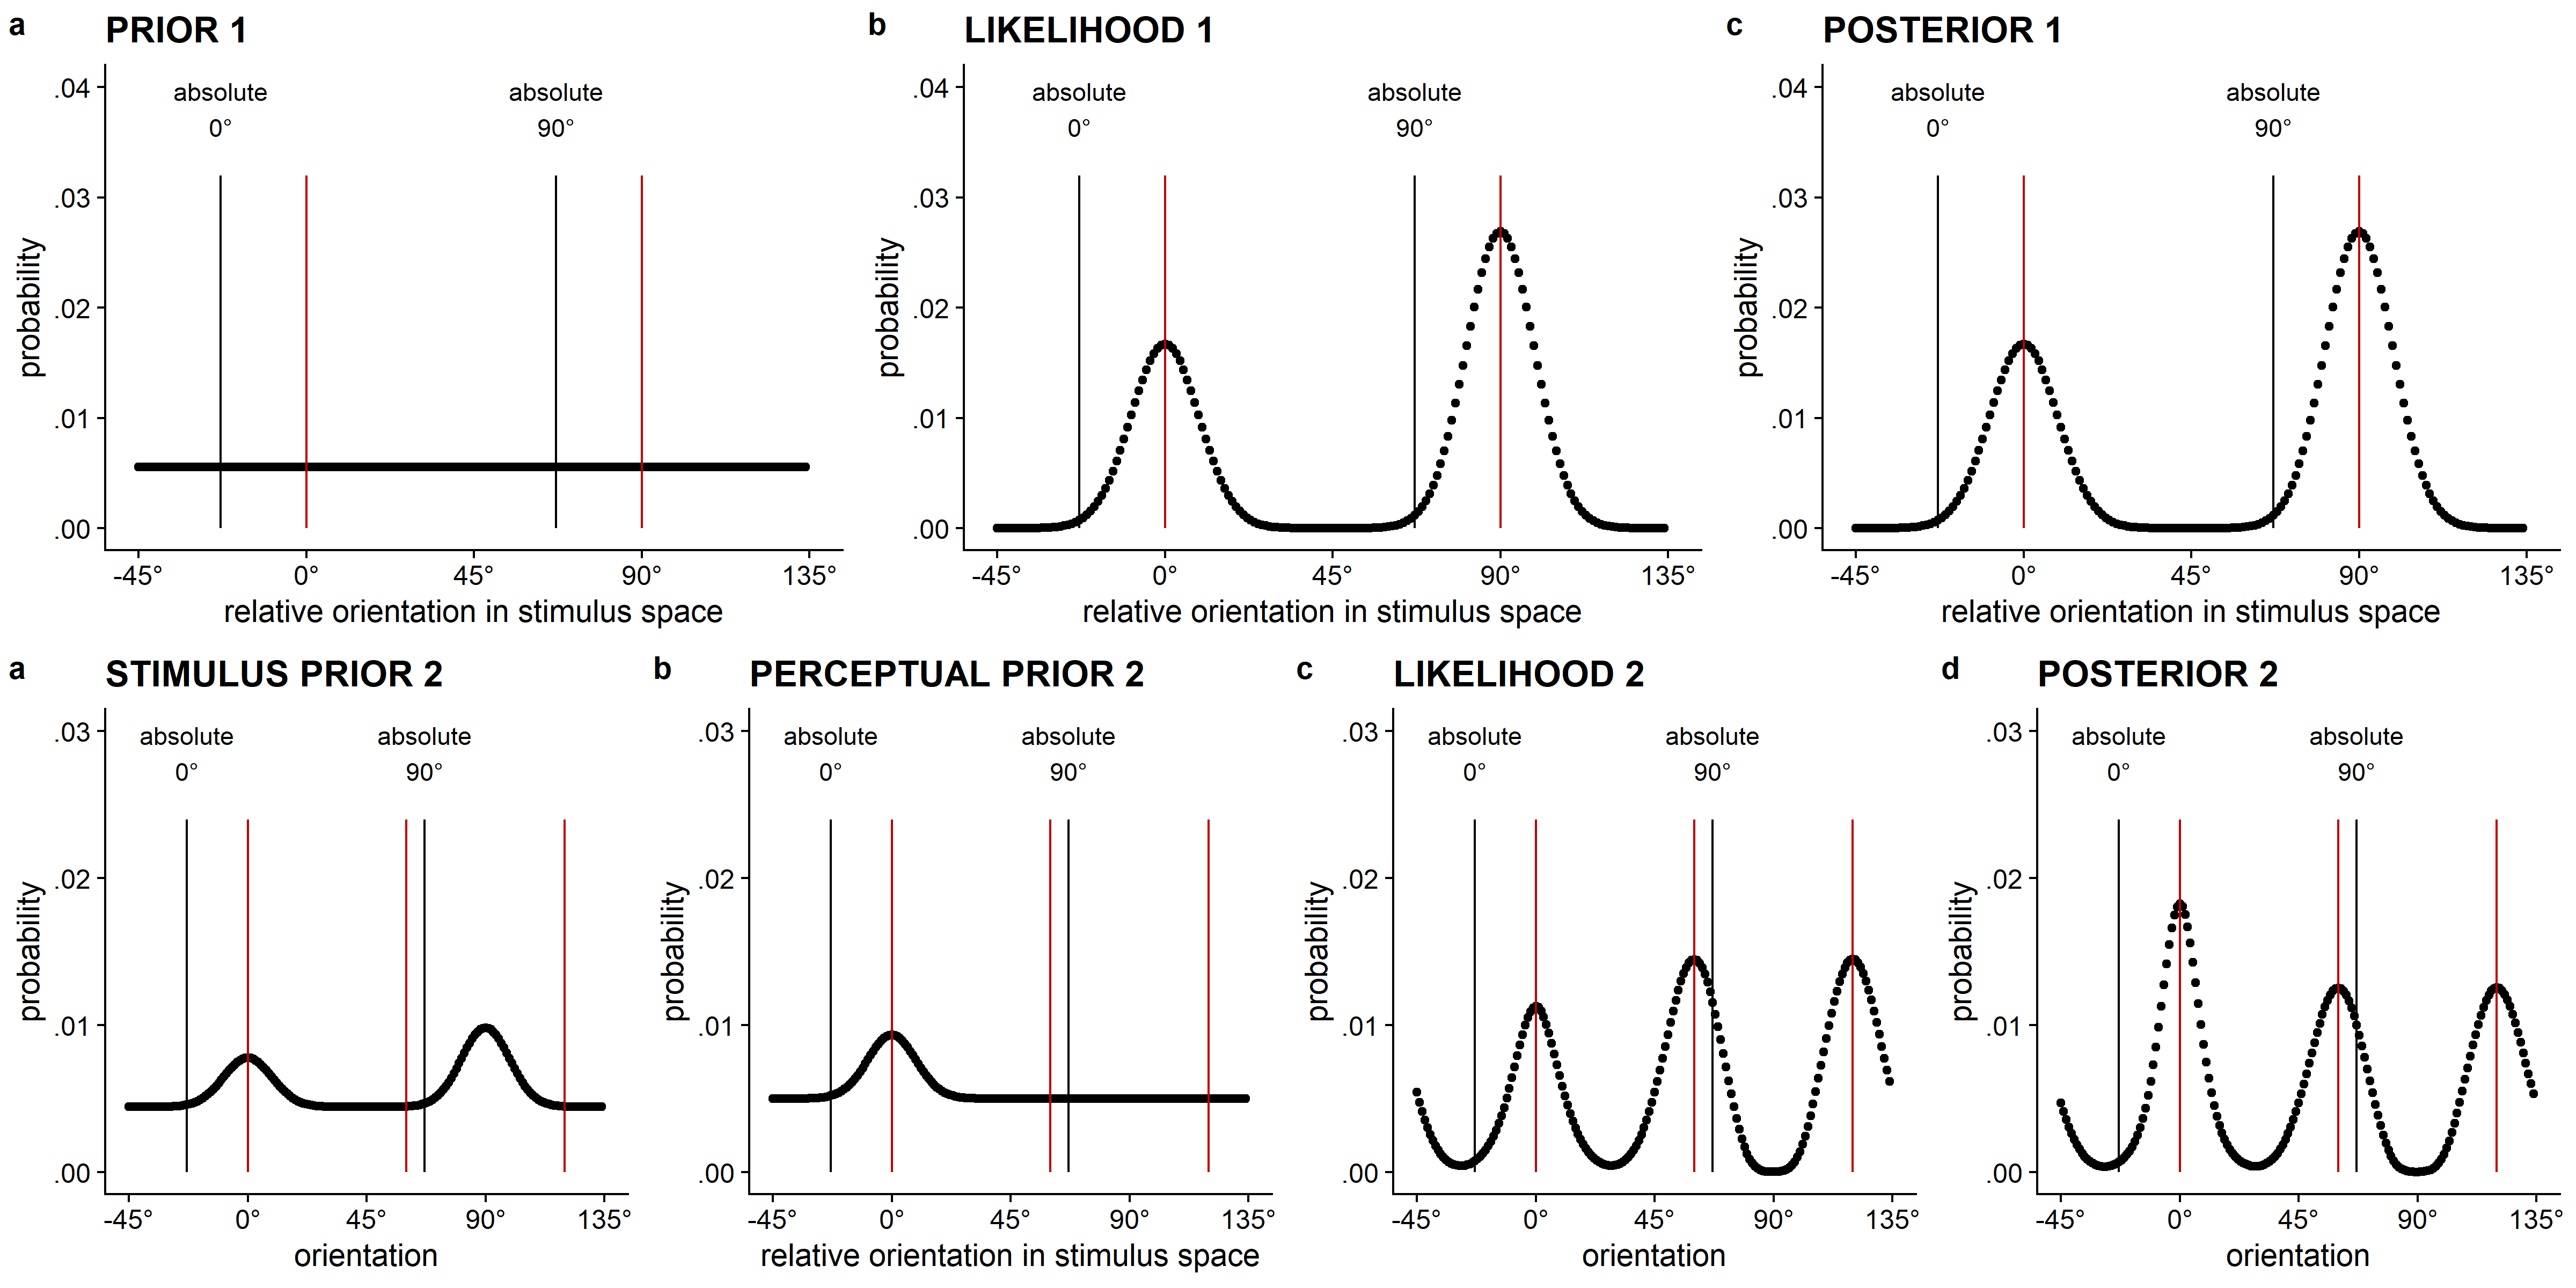 a PRIOR 1
.04
.03
.02
.01
.00
probability
absolute
0°
absolute
90°
-45° 0° 45° 90° 135°
relative orientation in stimulus space
b LIKELIHOOD 1
.04
.03
.02
.01
.00
probability
absolute
0°
absolute
90°
-45° 0° 45° 90° 135°
relative orientation in stimulus space
c POSTERIOR 1
.04
.03
.02
.01
.00
probability
absolute
0°
absolute
90°
-45° 0° 45° 90° 135°
relative orientation in stimulus space
a STIMULUS PRIOR 2
.03
.02
.01
.00
probability
absolute
0°
absolute
90°
-45° 0° 45° 90° 135°
orientation
b PERCEPTUAL PRIOR 2
.03
.02
.01
.00
probability
absolute
0°
absolute
90°
-45° 0° 45° 90° 135°
relative orientation in stimulus space
c LIKELIHOOD 2
.03
.02
.01
.00
probability
absolute
0°
absolute
90°
-45° 0° 45° 90° 135°
orientation
d POSTERIOR 2
.03
.02
.01
.00
probability
absolute
0°
absolute
90°
-45° 0° 45° 90° 135°
orientation